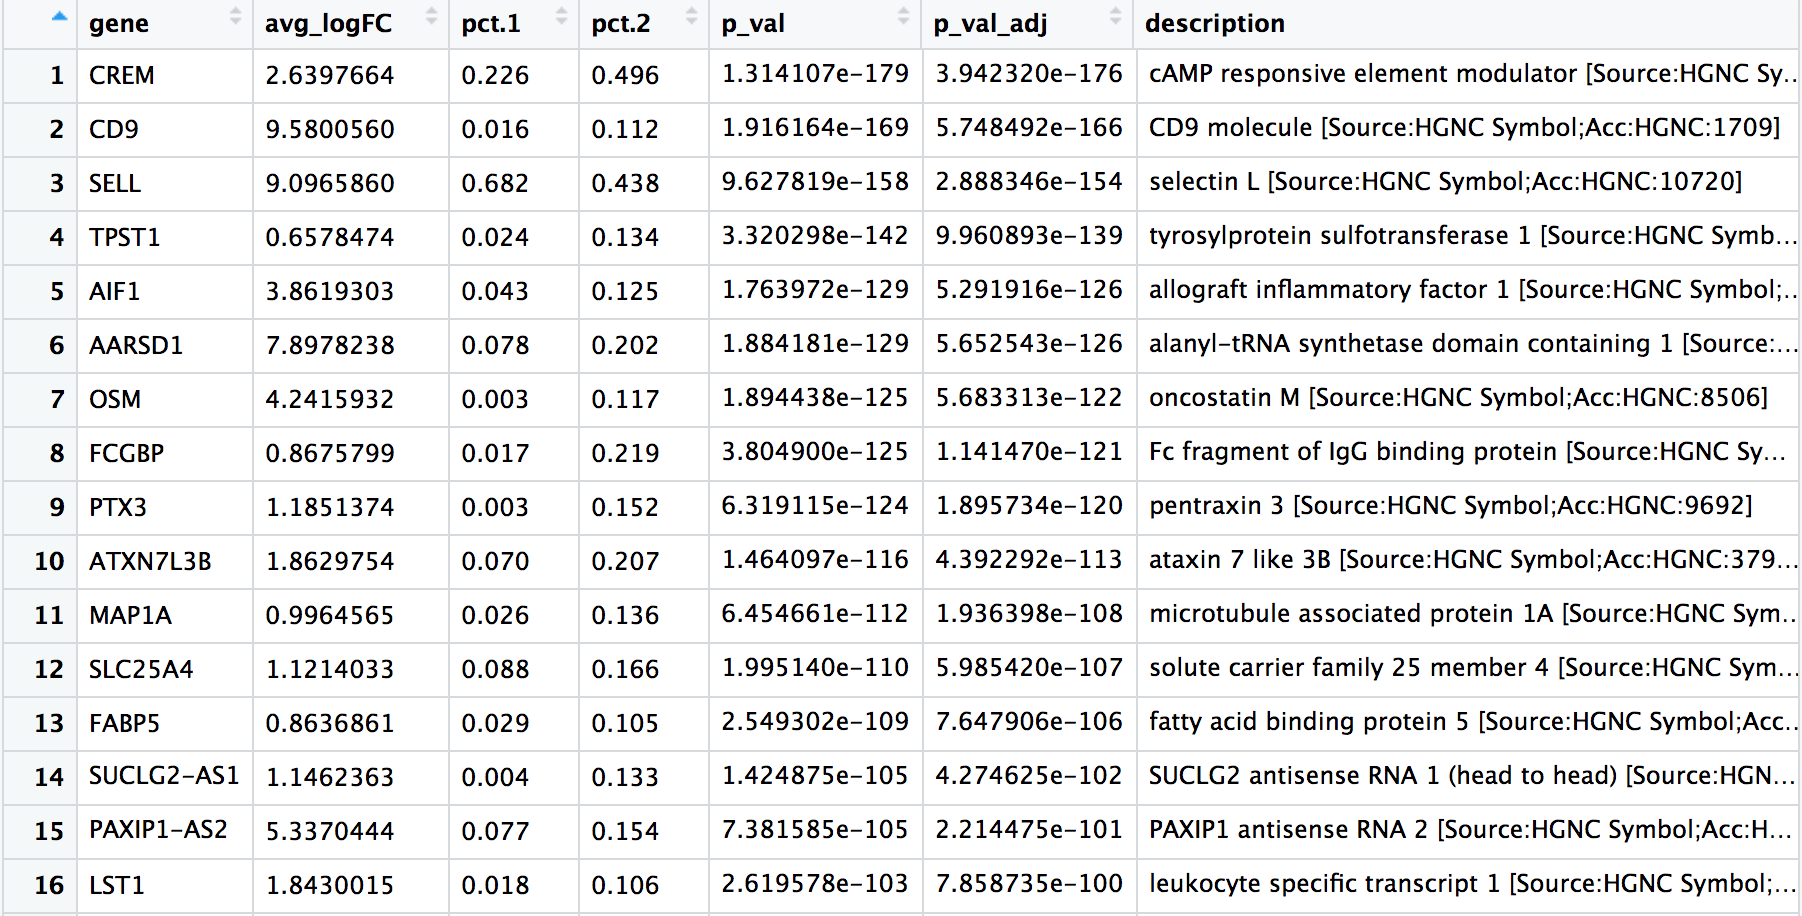 gene avg_logFC pct.1 pct.2 p_val p_val_adj description
1 CREM 2.6397664 0.226 0.496 1.314107e-179 3.942320e-176 cAMP responsive element modulator [Source:HGNC Sy...
2 CD9 9.5800560 0.016 0.112 1.916164e-169 5.748492e-166 CD9 molecule [Source:HGNC Symbol;Acc:HGNC:1709]
3 SELL 9.0965860 0.682 0.438 9.627819e-158 2.888346e-154 selectin L [Source:HGNC Symbol;Acc:HGNC:10720]
4 TPST1 0.6578474 0.024 0.134 3.320298e-142 9.960893e-139 tyrosylprotein sulfotransferase 1 [Source:HGNC Symb...
5 AIF1 3.8619303 0.043 0.125 1.763972e-129 5.291916e-126 allograft inflammatory factor 1 [Source:HGNC Symbol;...
6 AARSD1 7.8978238 0.078 0.202 1.884181e-129 5.652543e-126 alanyl-tRNA synthetase domain containing 1 [Source:...
7 OSM 4.2415932 0.003 0.117 1.894438e-125 5.683313e-122 oncostatin M [Source:HGNC Symbol;Acc:HGNC:8506]
8 FCGBP 0.8675799 0.017 0.219 3.804900e-125 1.141470e-121 Fc fragment of IgG binding protein [Source:HGNC Sy...
9 PTX3 1.1851374 0.003 0.152 6.319115e-124 1.895734e-120 pentraxin 3 [Source:HGNC Symbol;Acc:HGNC:9692]
10 ATXN7L3B 1.8629754 0.070 0.207 1.464097e-116 4.392292e-113 ataxin 7 like 3B [Source:HGNC Symbol;Acc:HGNC:379...
11 MAP1A 0.9964565 0.026 0.136 6.454661e-112 1.936398e-108 microtubule associated protein 1A [Source:HGNC Sym...
12 SLC25A4 1.1214033 0.088 0.166 1.995140e-110 5.985420e-107 solute carrier family 25 member 4 [Source:HGNC Sym...
13 FABP5 0.8636861 0.029 0.105 2.549302e-109 7.647906e-106 fatty acid binding protein 5 [Source:HGNC Symbol;Acc...
14 SUCLG2-AS1 1.1462363 0.004 0.133 1.424875e-105 4.274625e-102 SUCLG2 antisense RNA 1 (head to head) [Source:HGN...
15 PAXIP1-AS2 5.3370444 0.077 0.154 7.381585e-105 2.214475e-101 PAXIP1 antisense RNA 2 [Source:HGNC Symbol;Acc:H...
16 LST1 1.8430015 0.018 0.106 2.619578e-103 7.858735e-100 leukocyte specific transcript 1 [Source:HGNC Symbol;...